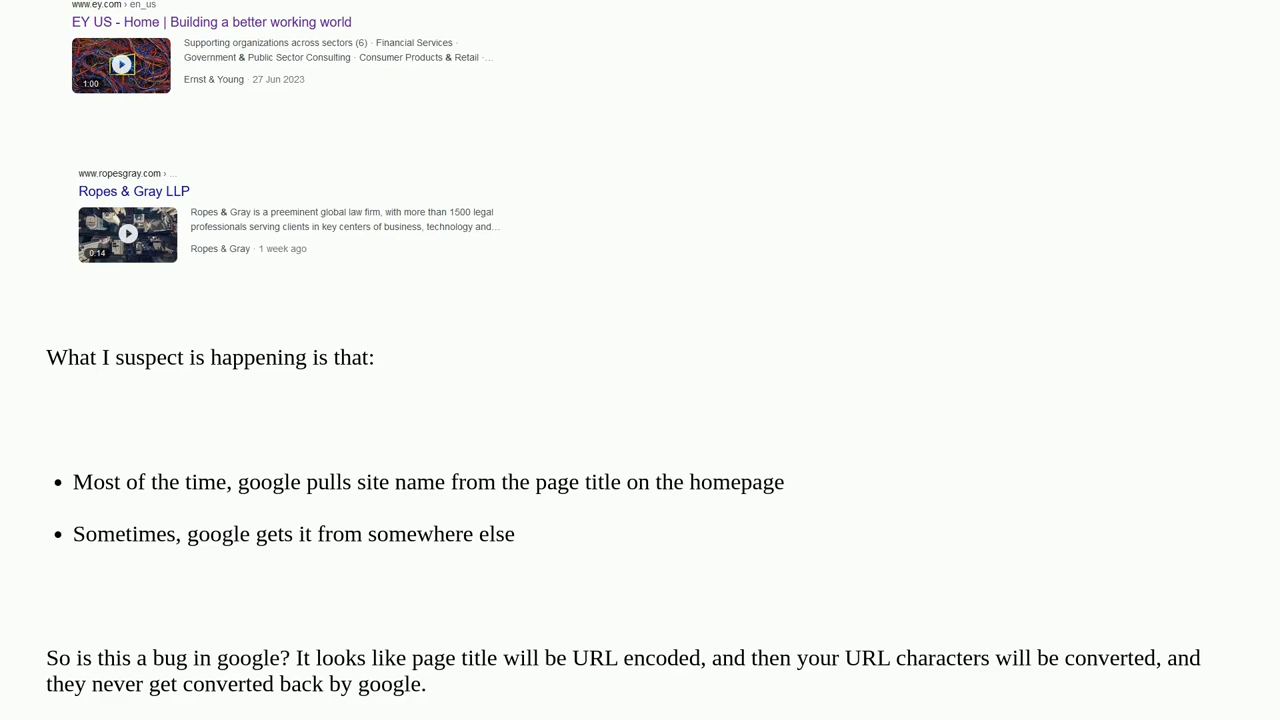 www.ey.com › en_us
EY US - Home | Building a better working world
Supporting organizations across sectors (6) · Financial Services ·
Government & Public Sector Consulting · Consumer Products & Retail ·...
1:00
Ernst & Young · 27 Jun 2023
www.ropesgray.com › ...
Ropes & Gray LLP
Ropes & Gray is a preeminent global law firm, with more than 1500 legal
professionals serving clients in key centers of business, technology and...
0:14
Ropes & Gray · 1 week ago
What I suspect is happening is that:
• Most of the time, google pulls site name from the page title on the homepage
• Sometimes, google gets it from somewhere else
So is this a bug in google? It looks like page title will be URL encoded, and then your URL characters will be converted, and
they never get converted back by google.